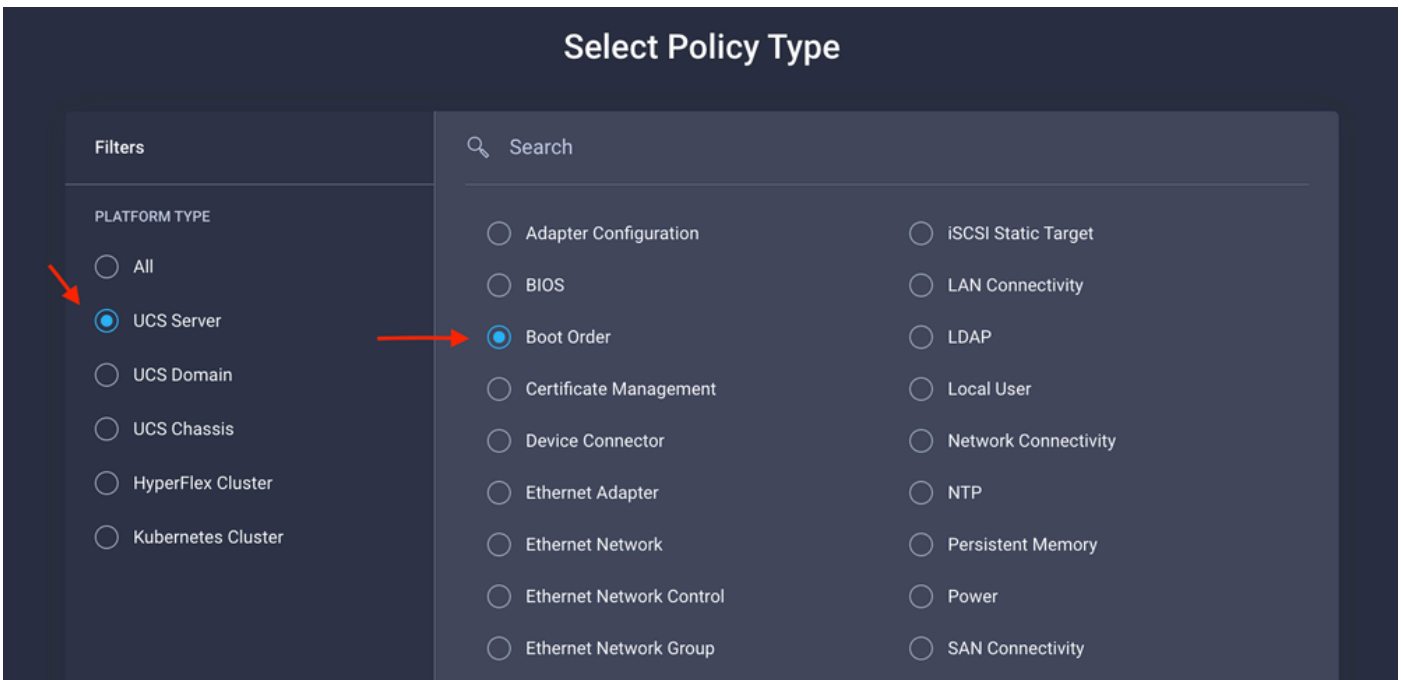 Select Policy Type
Filters
PLATFORM TYPE
All
UCS Server
UCS Domain
UCS Chassis
HyperFlex Cluster
Kubernetes Cluster
Search
Adapter Configuration
BIOS
Boot Order
Certificate Management
Device Connector
Ethernet Adapter
Ethernet Network
Ethernet Network Control
Ethernet Network Group
iSCSI Static Target
LAN Connectivity
LDAP
Local User
Network Connectivity
NTP
Persistent Memory
Power
SAN Connectivity